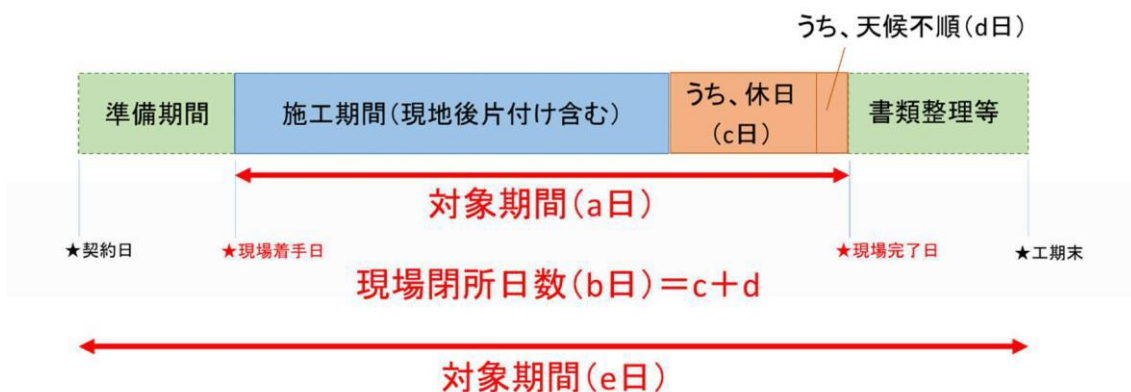 うち、天候不順(d日)
準備期間
施工期間(現地後片付け含む)
うち、休日
(c日)
書類整理等
対象期間(a日)
★契約日
★現場着手日
★現場完了日
★工期末
現場閉所日数(b日)=c+d
対象期間(e日)